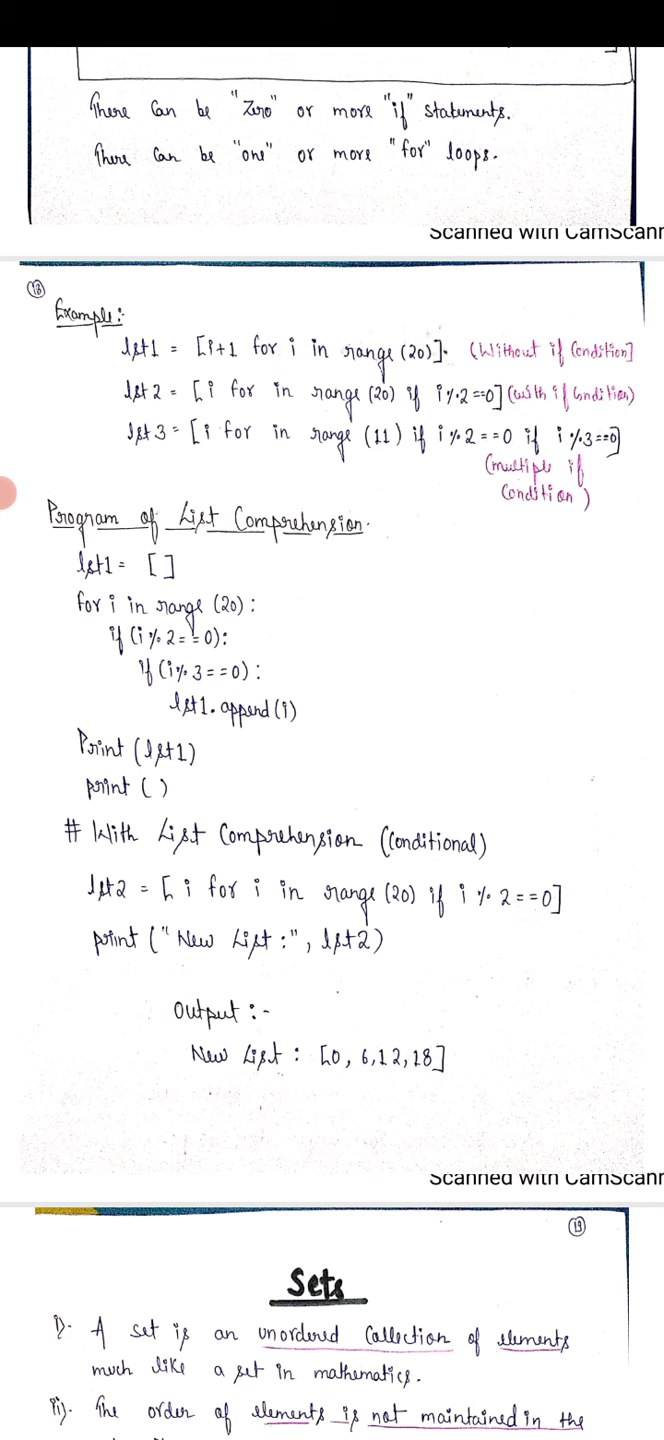 There Can be "Zero" or more "if" statements.
There Can be "one" or more "for" loops.
Scanned with CamScann
18
Example:-
lst1 = [i+1 for i in range (20)]. (Without if Condition]
lst 2 = [ i for in range (20) if i%2==0] (with if Condition)
lst 3 = [i for in range (11) if i%2==0 if i%3==0]
(multiple if
Condition)
Program of List Comprehension.
lst1 = []
for i in range (20):
if (i%2==0):
if (i%3==0):
lst1.append(i)
Print (lst1)
print ( )
# With List Comprehension (Conditional)
lst2 = [ i for i in range (20) if i % 2==0]
print ("New List:", lst2)
Output :-
New List : [0, 6, 12, 18]
Scanned with CamScann
19
Sets
i). A set is an unordered Collection of elements
much like a set in mathematics.
ii). The order of elements is not maintained in the